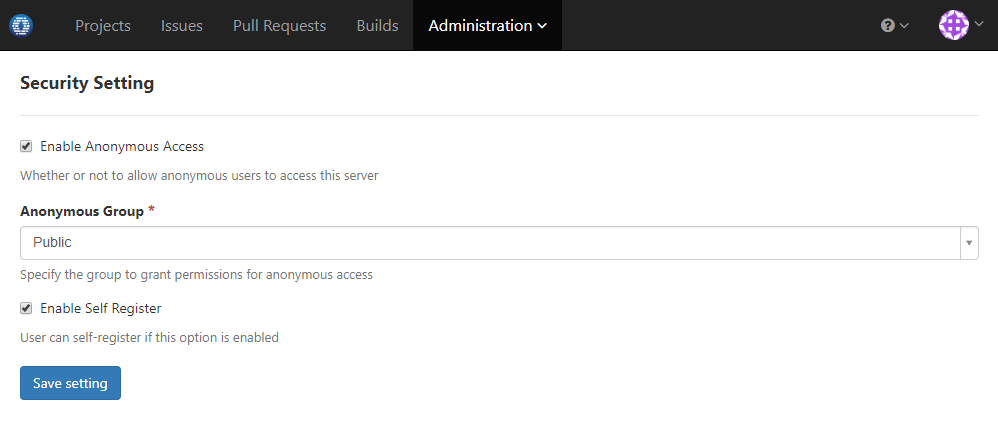 Projects Issues Pull Requests Builds Administration
Security Setting
Enable Anonymous Access
Whether or not to allow anonymous users to access this server
Anonymous Group *
Public
Specify the group to grant permissions for anonymous access
Enable Self Register
User can self-register if this option is enabled
Save setting